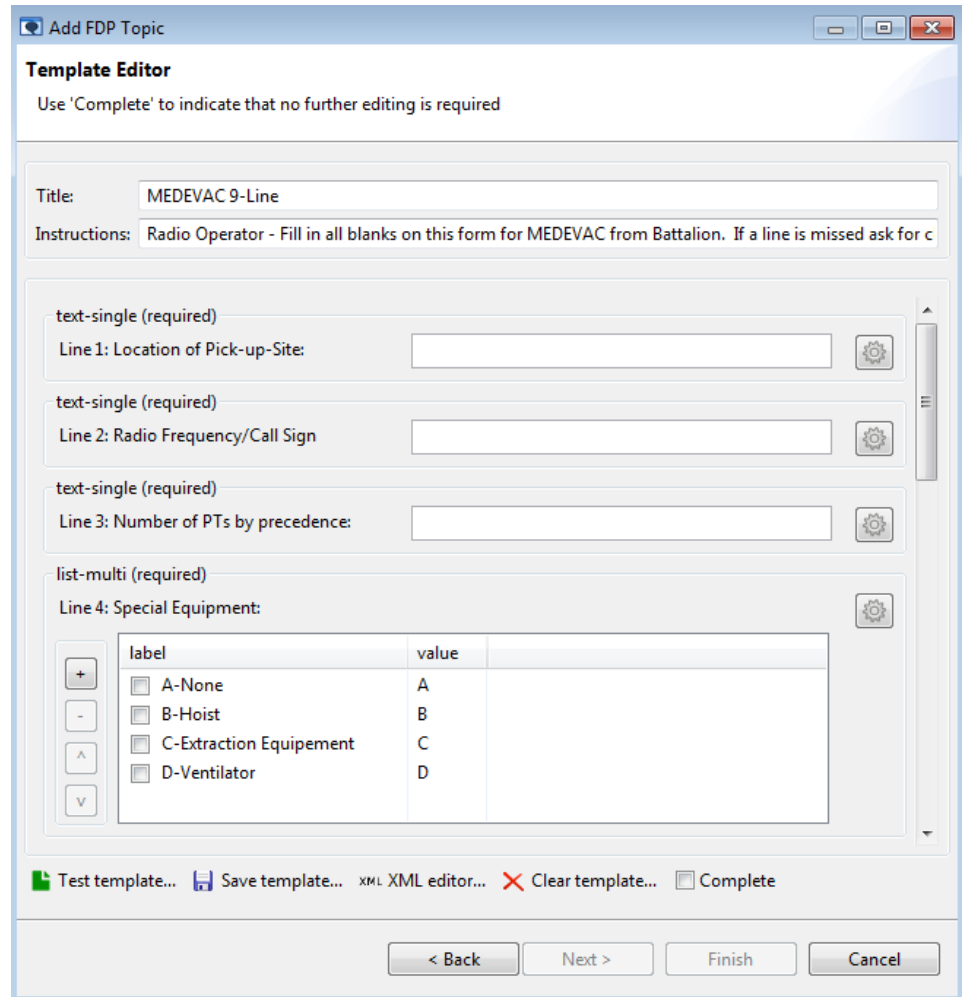 Add FDP Topic
Template Editor
Use 'Complete' to indicate that no further editing is required
Title: MEDEVAC 9-Line
Instructions: Radio Operator - Fill in all blanks on this form for MEDEVAC from Battalion. If a line is missed ask for c
text-single (required)
Line 1: Location of Pick-up-Site:
text-single (required)
Line 2: Radio Frequency/Call Sign
text-single (required)
Line 3: Number of PTs by precedence:
list-multi (required)
Line 4: Special Equipment:
label value
+
A-None A
-
B-Hoist B
^
C-Extraction Equipement C
v
D-Ventilator D
Test template... Save template... XML XML editor... Clear template... Complete
< Back Next > Finish Cancel